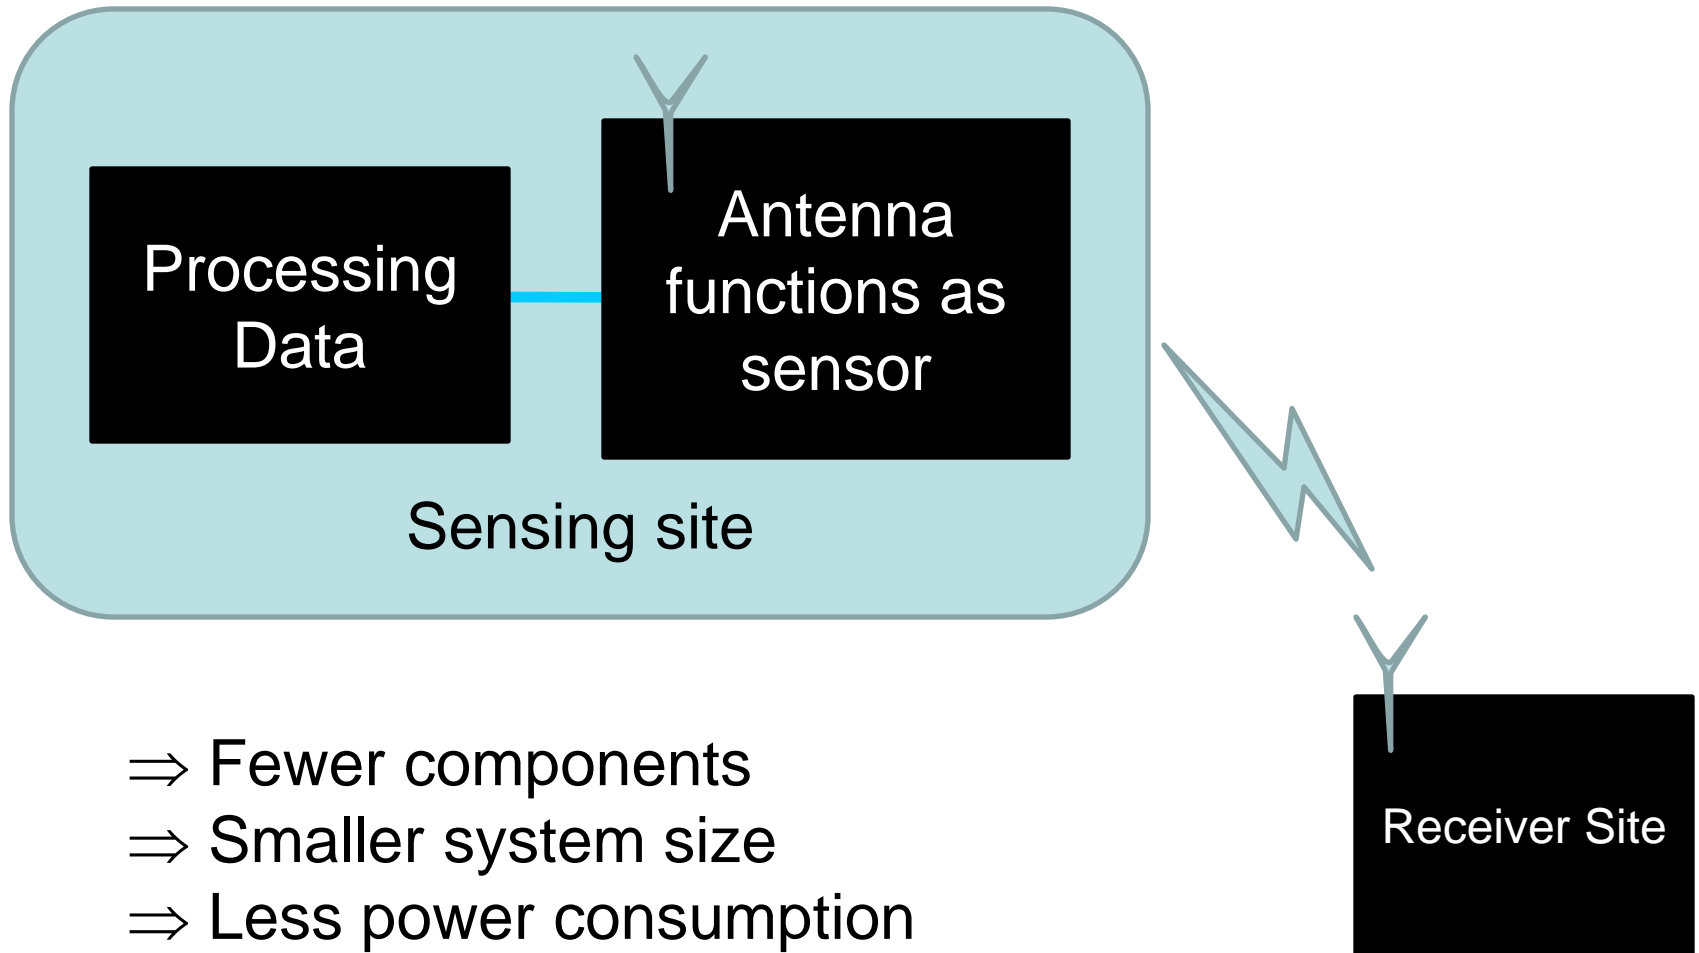 Processing
Data
Antenna
functions as
sensor
Sensing site
⇒ Fewer components
⇒ Smaller system size
⇒ Less power consumption
Receiver Site